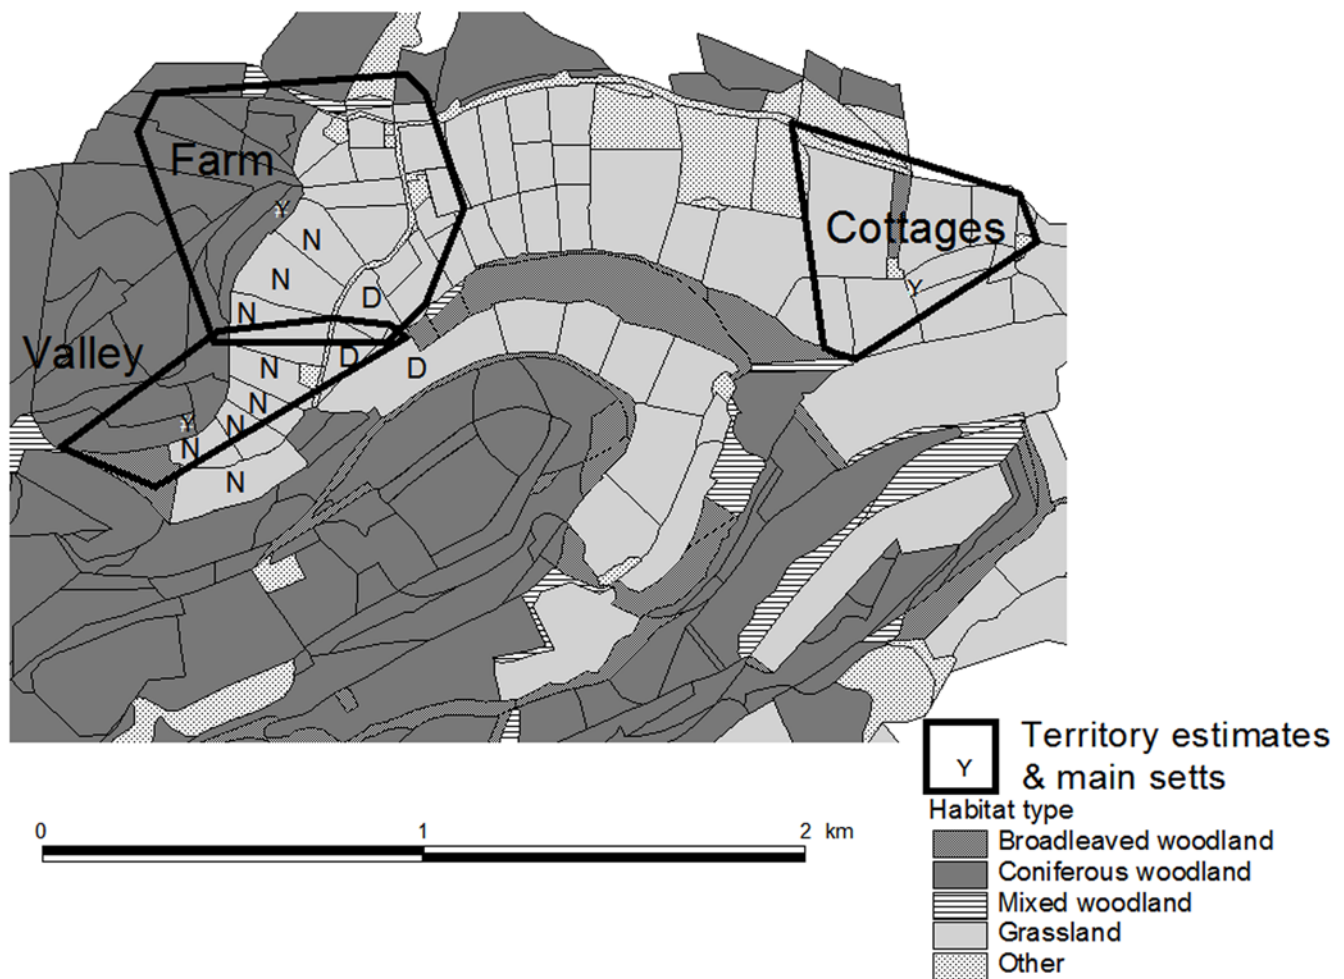 Farm
Y
N
Cottages
N
D
Y
N
Valley
D
D
N
N
Y
N
N
N
Territory estimates
Y
& main setts
Habitat type
0 1 2 km
Broadleaved woodland
Coniferous woodland
Mixed woodland
Grassland
Other